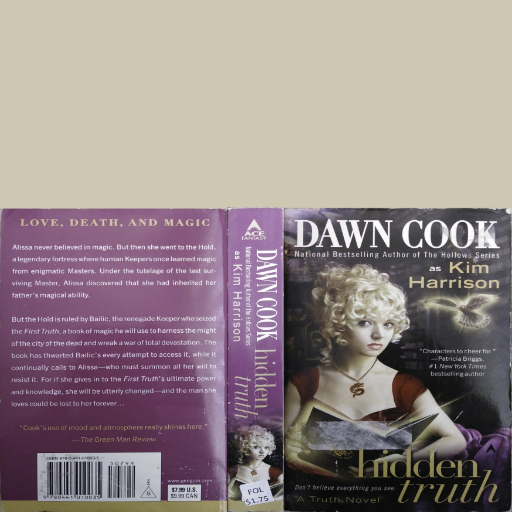 LOVE, DEATH, AND MAGIC
Alissa never believed in magic. But then she went to the Hold,
a legendary fortress where human Keepers once learned magic
from enigmatic Masters. Under the tutelage of the last sur-
viving Master, Alissa discovered that she had inherited her
father's magical ability.
But the Hold is ruled by Bailic, the renegade Keeper who seized
the First Truth, a book of magic he will use to harness the might
of the city of the dead and wreak a war of total devastation. The
book has thwarted Bailic's every attempt to access it, while it
continually calls to Alissa—who must summon all her will to
resist it. For if she gives in to the First Truth's ultimate power
and knowledge, she will be utterly changed—and the man she
loves could be lost to her forever...
"Cook's use of mood and atmosphere really shines here."
—The Green Man Review
50799
$7.99 U.S.
$9.99 CAN
ACE
FANTASY
DAWN COOK
National Bestselling Author of The Hollows Series
as Kim Harrison
hidden
truth
FOL
$1.75
DAWN COOK
National Bestselling Author of The Hollows Series
as Kim
Harrison
"Characters to cheer for."
—Patricia Briggs,
#1 New York Times
bestselling author
hidden
Don't believe everything you see.
truth
A Truth Novel